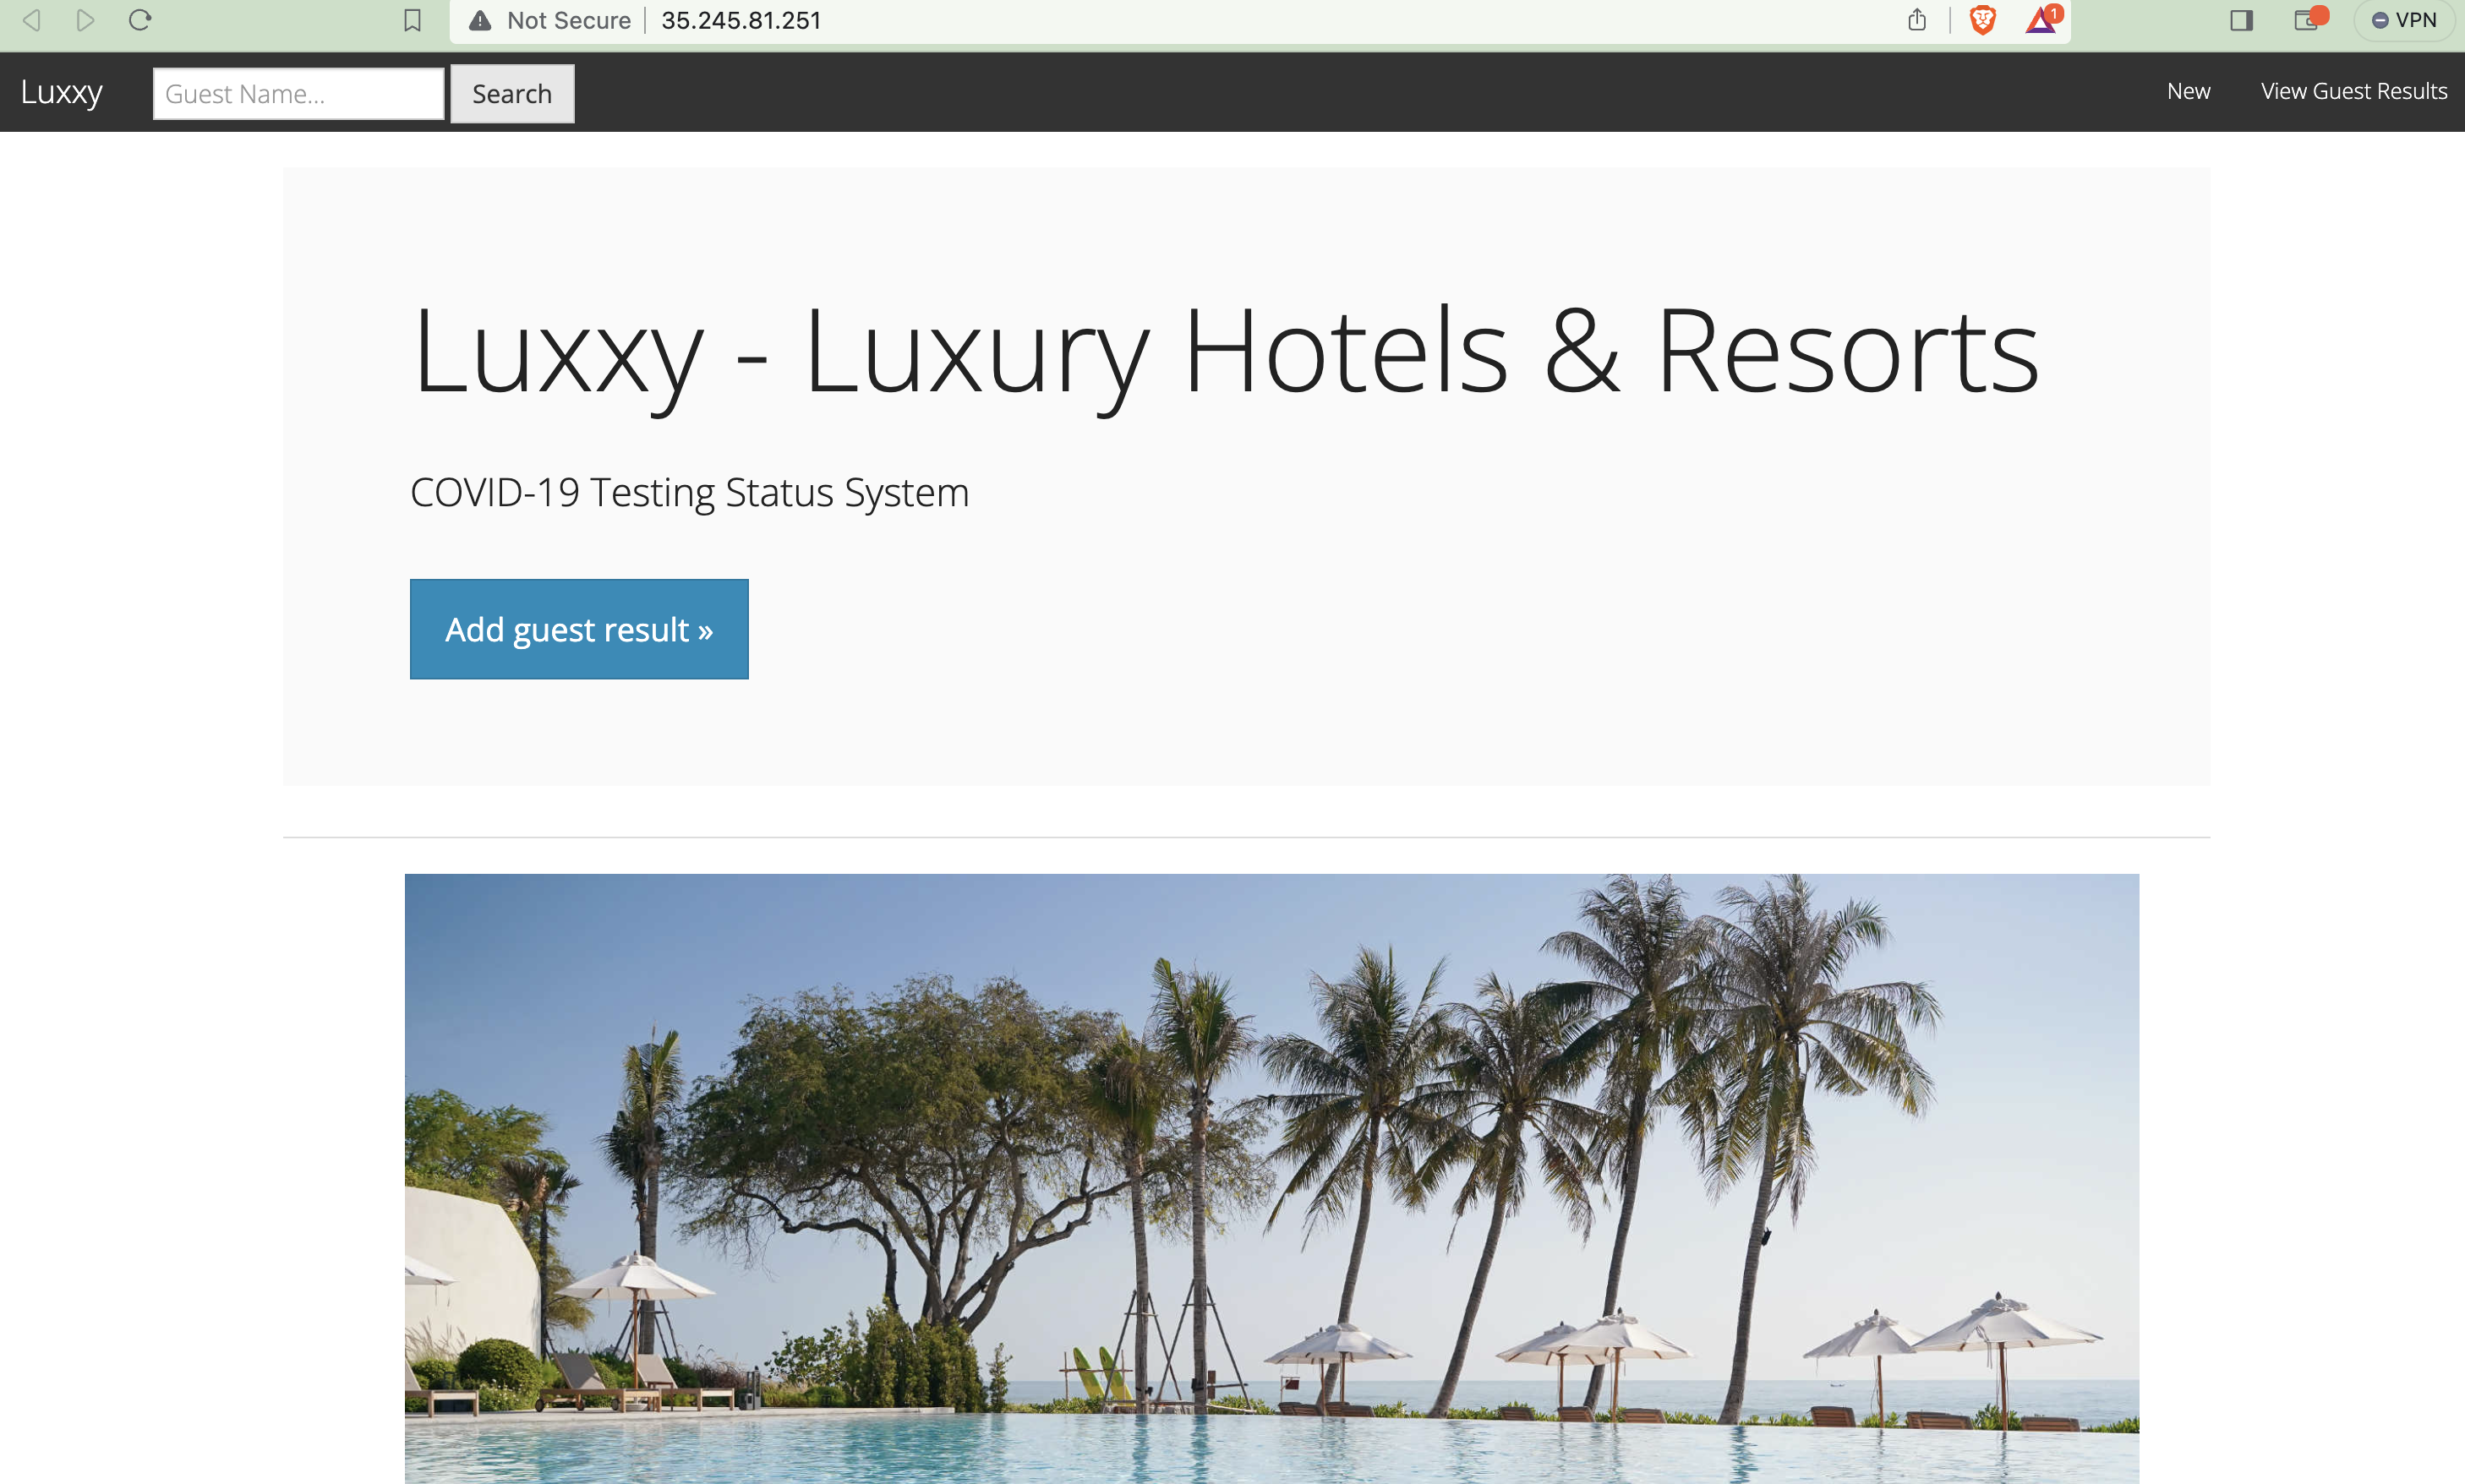 Not Secure 35.245.81.251 1 VPN
Luxxy Guest Name... Search New View Guest Results
Luxxy - Luxury Hotels & Resorts
COVID-19 Testing Status System
Add guest result »